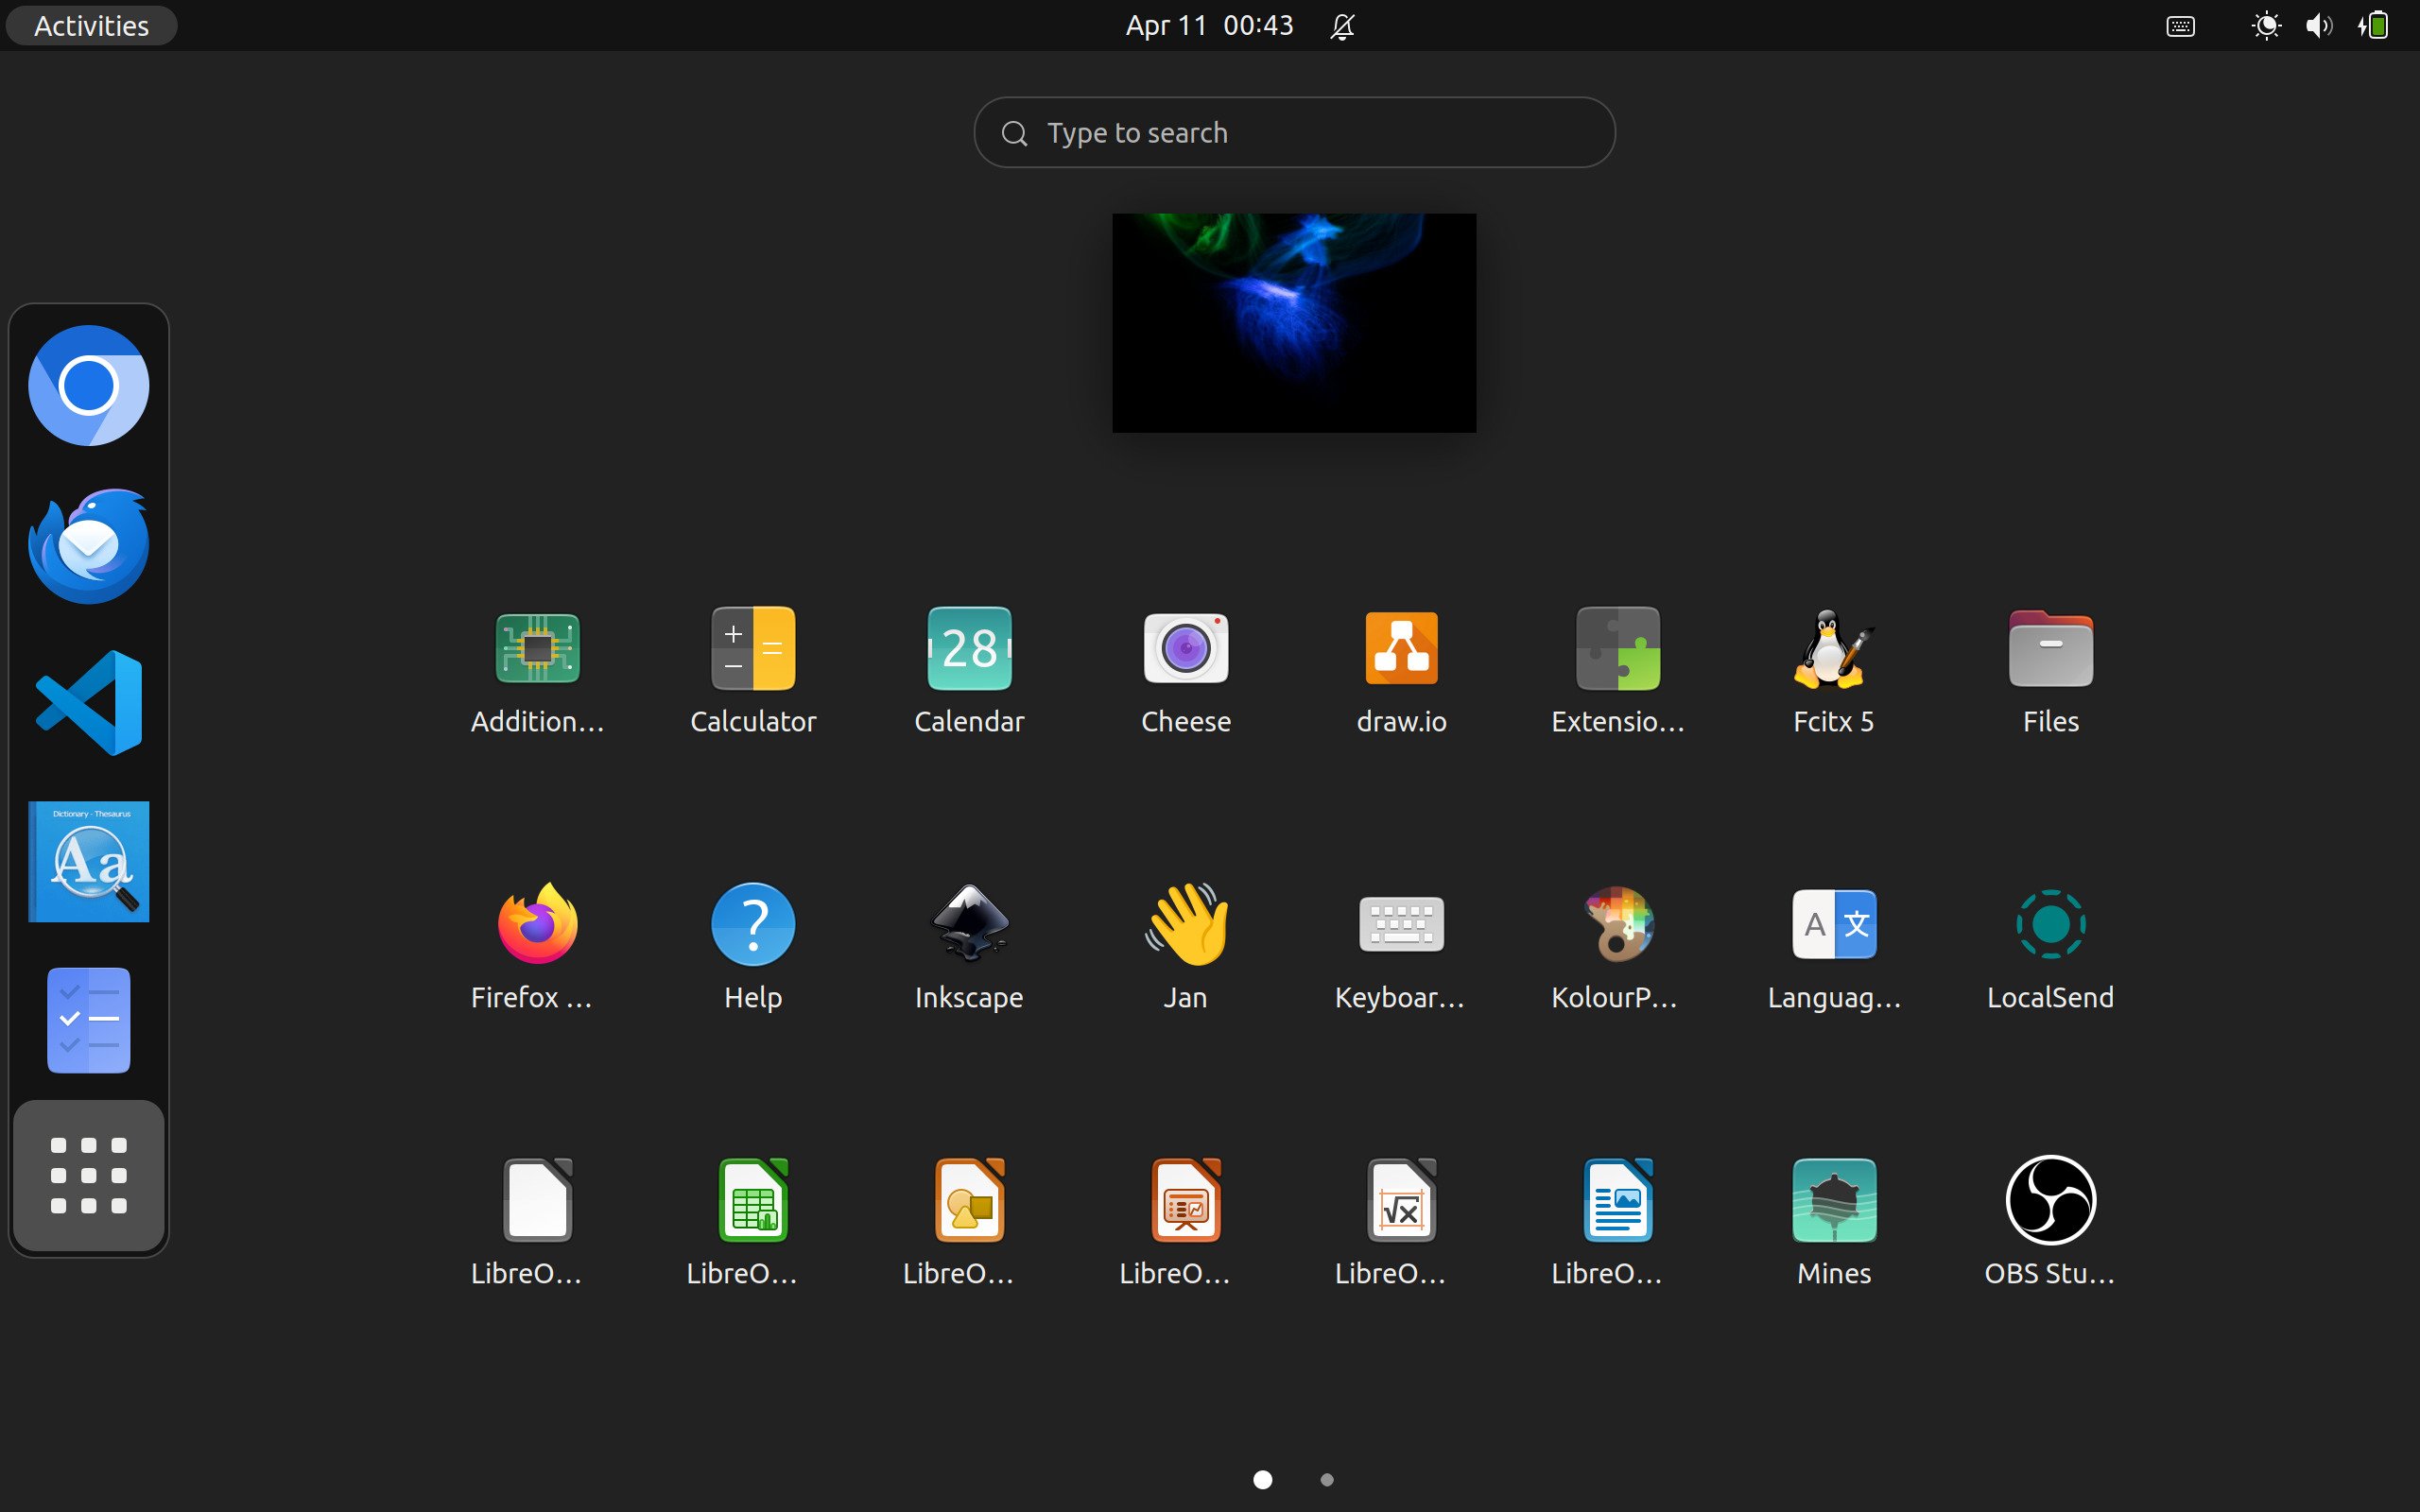 Activities
Apr 11 00:43
Type to search
Dictionary - Thesaurus
Aa
28
Addition...
Calculator
Calendar
Cheese
draw.io
Extensio...
Fcitx 5
Files
?
A 文
Firefox ...
Help
Inkscape
Jan
Keyboar...
KolourP...
Languag...
LocalSend
√x
LibreO...
LibreO...
LibreO...
LibreO...
LibreO...
LibreO...
Mines
OBS Stu...